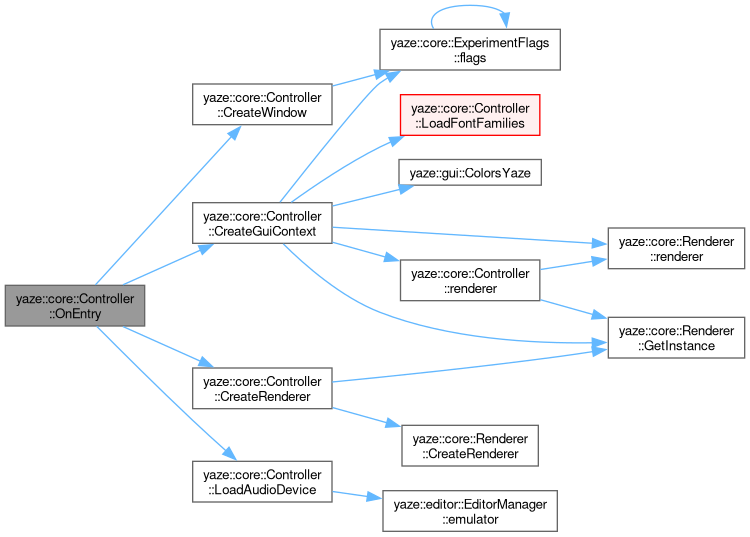 yaze::core::ExperimentFlags
::flags
yaze::core::Controller
::CreateWindow
yaze::core::Controller
::LoadFontFamilies
yaze::gui::ColorsYaze
yaze::core::Controller
::CreateGuiContext
yaze::core::Renderer
::renderer
yaze::core::Controller
::renderer
yaze::core::Controller
::OnEntry
yaze::core::Renderer
::GetInstance
yaze::core::Controller
::CreateRenderer
yaze::core::Renderer
::CreateRenderer
yaze::core::Controller
::LoadAudioDevice
yaze::editor::EditorManager
::emulator